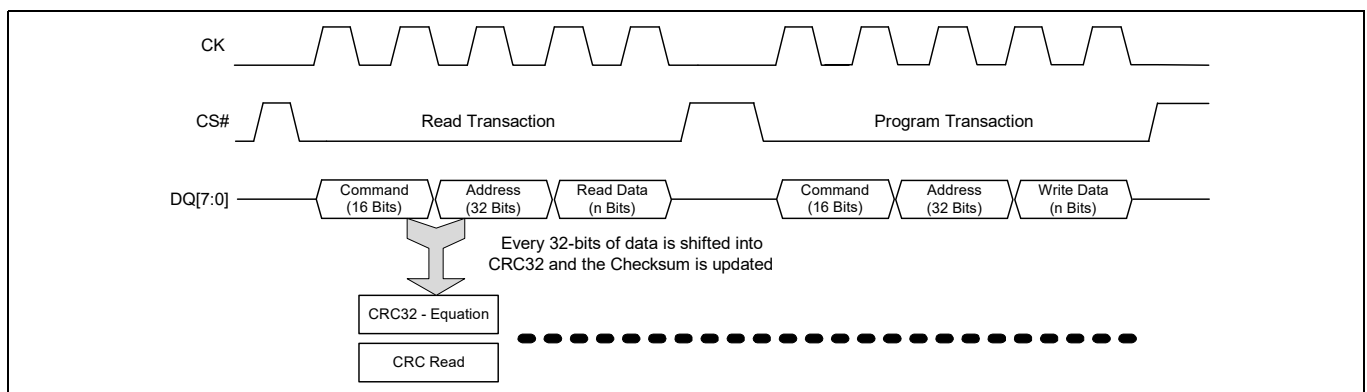 CK
CS#
Read Transaction
Program Transaction
DQ[7:0]
Command
(16 Bits)
Address
(32 Bits)
Read Data
(n Bits)
Command
(16 Bits)
Address
(32 Bits)
Write Data
(n Bits)
Every 32-bits of data is shifted into
CRC32 and the Checksum is updated
CRC32 - Equation
CRC Read